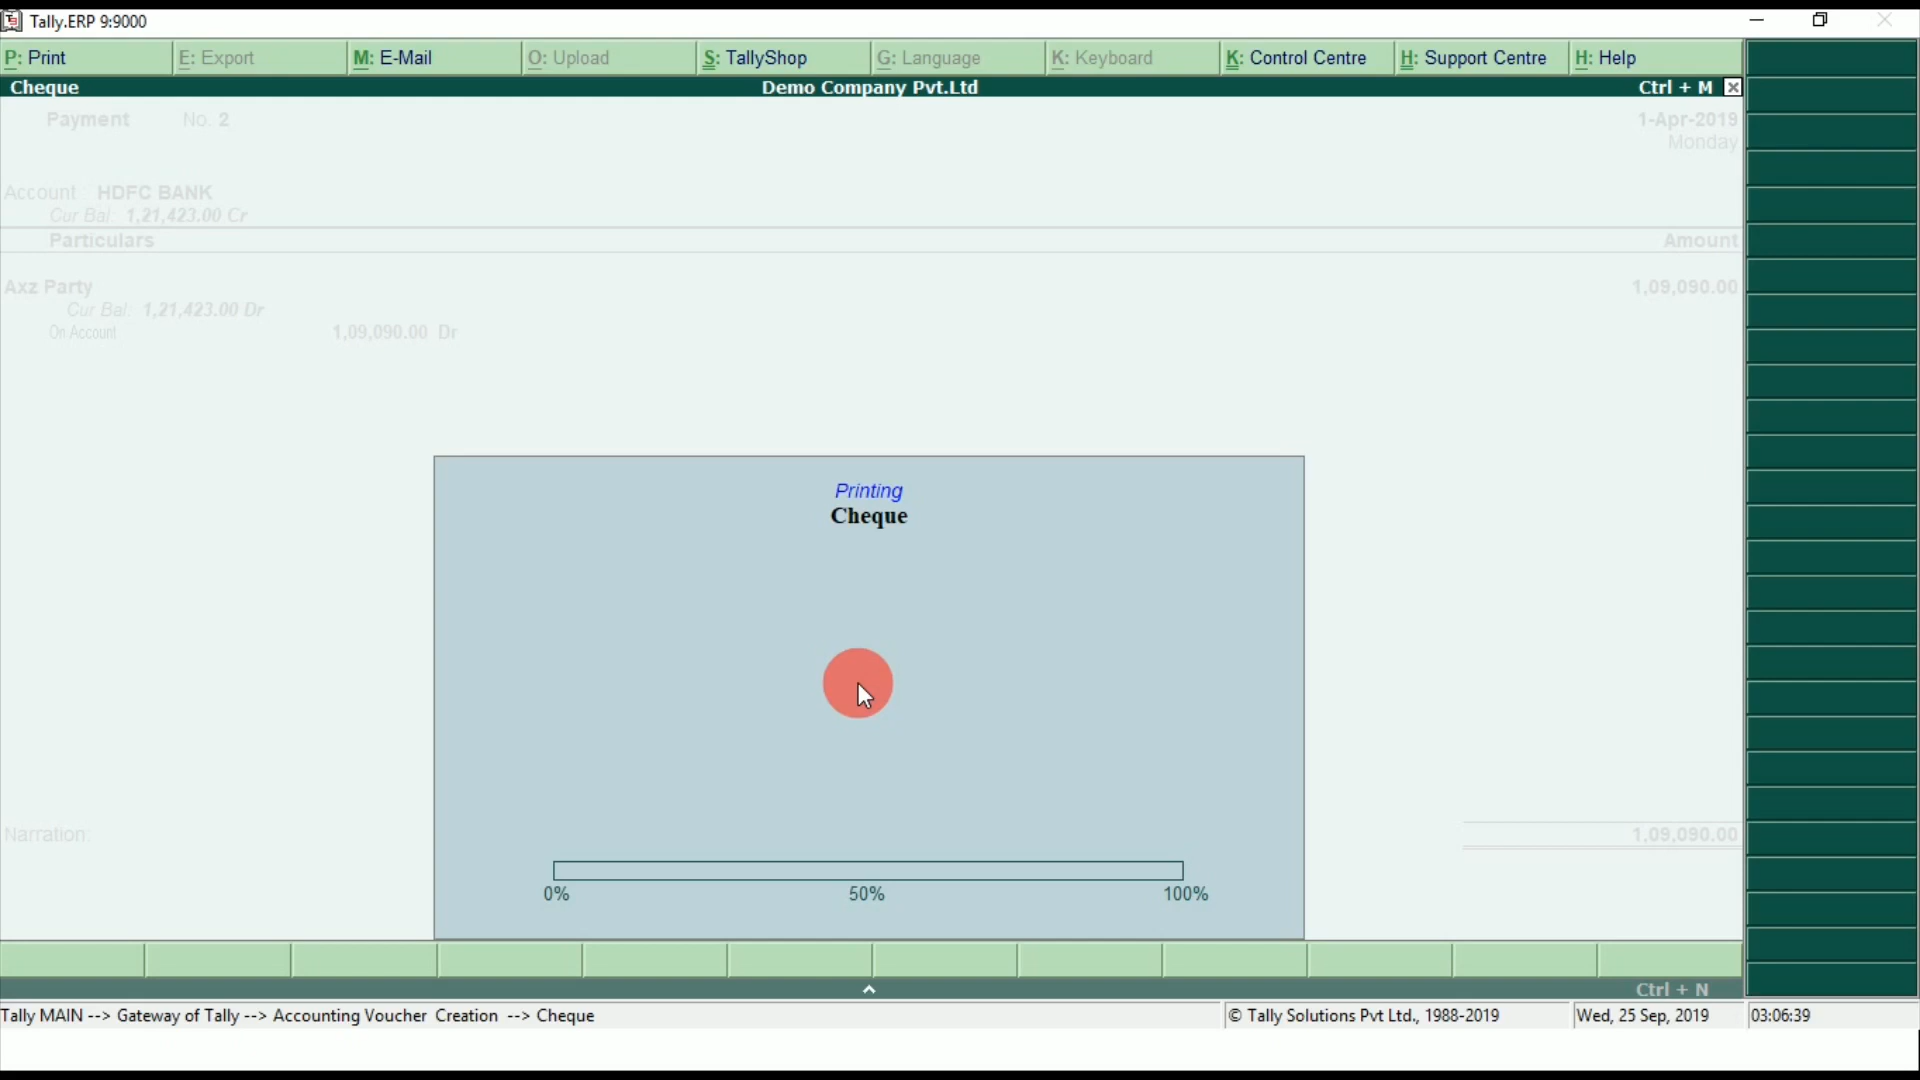 Tally.ERP 9:9000
P: Print E: Export M: E-Mail O: Upload S: TallyShop G: Language K: Keyboard K: Control Centre H: Support Centre H: Help
Cheque Demo Company Pvt.Ltd Ctrl + M
Payment No. 2 1-Apr-2019
Monday
Account : HDFC BANK
Cur Bal: 1,21,423.00 Cr
Particulars Amount
Axz Party 1,09,090.00
Cur Bal: 1,21,423.00 Dr
On Account 1,09,090.00 Dr
Printing
Cheque
Narration: 1,09,090.00
0% 50% 100%
Ctrl + N
Tally MAIN --> Gateway of Tally --> Accounting Voucher Creation --> Cheque © Tally Solutions Pvt Ltd., 1988-2019 Wed, 25 Sep, 2019 03:06:39